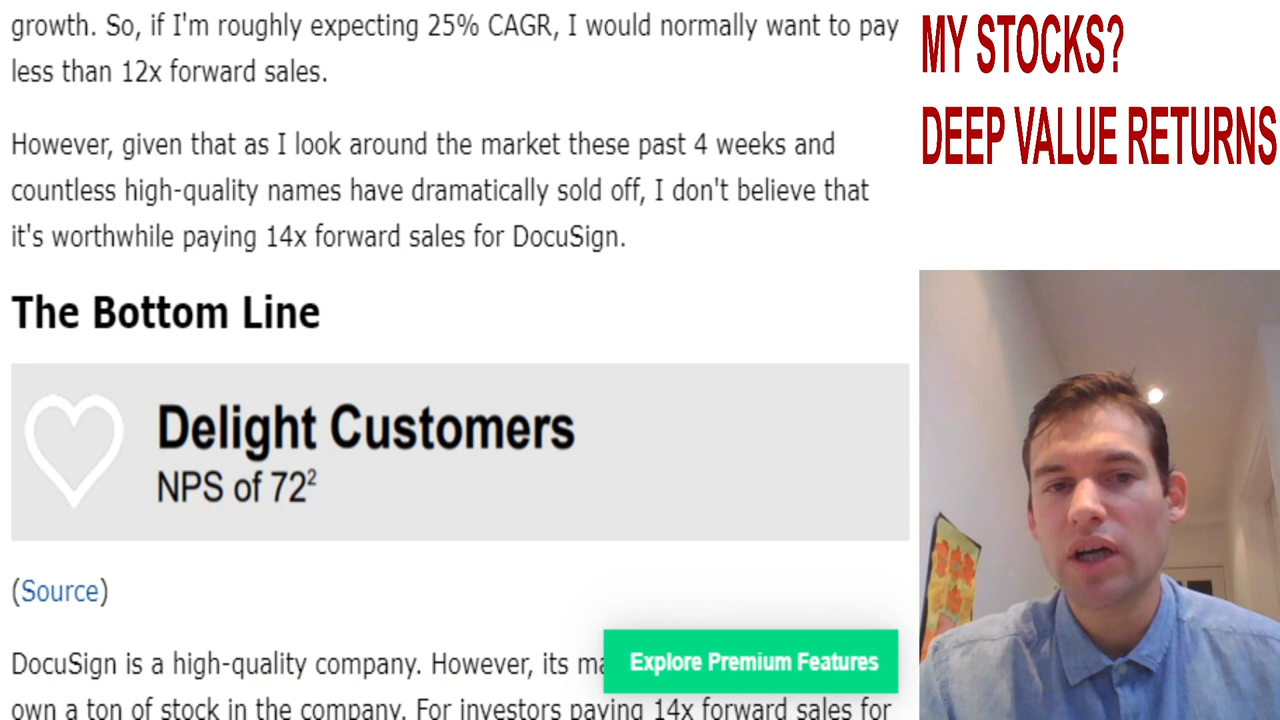 growth. So, if I'm roughly expecting 25% CAGR, I would normally want to pay
less than 12x forward sales.
However, given that as I look around the market these past 4 weeks and
countless high-quality names have dramatically sold off, I don't believe that
it's worthwhile paying 14x forward sales for DocuSign.
The Bottom Line
Delight Customers
NPS of 72²
(Source)
DocuSign is a high-quality company. However, its
Explore Premium Features
own a ton of stock in the company. For investors paying 14x forward sales for
MY STOCKS?
DEEP VALUE RETURNS